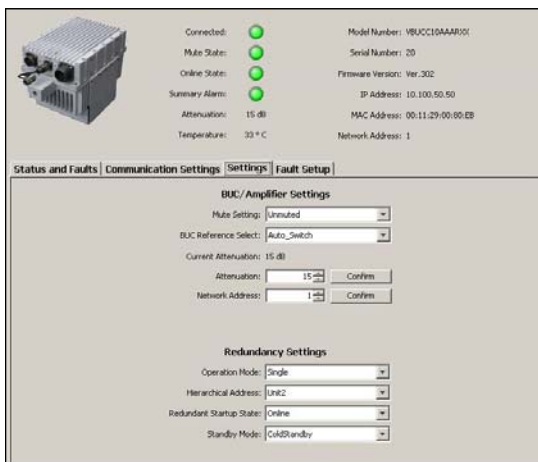 Connected: Model Number: VBUCC10AAARXX
Mute State: Serial Number: 20
Online State: Firmware Version: Ver.302
Summary Alarm: IP Address: 10.100.50.50
Attenuation: 15 dB MAC Address: 00:11:29:00:80:EB
Temperature: 33 ° C Network Address: 1
Status and Faults Communication Settings Settings Fault Setup
BUC/Amplifier Settings
Mute Setting: Unmuted
BUC Reference Select: Auto_Switch
Current Attenuation: 15 dB
Attenuation: 15 Confirm
Network Address: 1 Confirm
Redundancy Settings
Operation Mode: Single
Hierarchical Address: Unit2
Redundant Startup State: Online
Standby Mode: ColdStandby